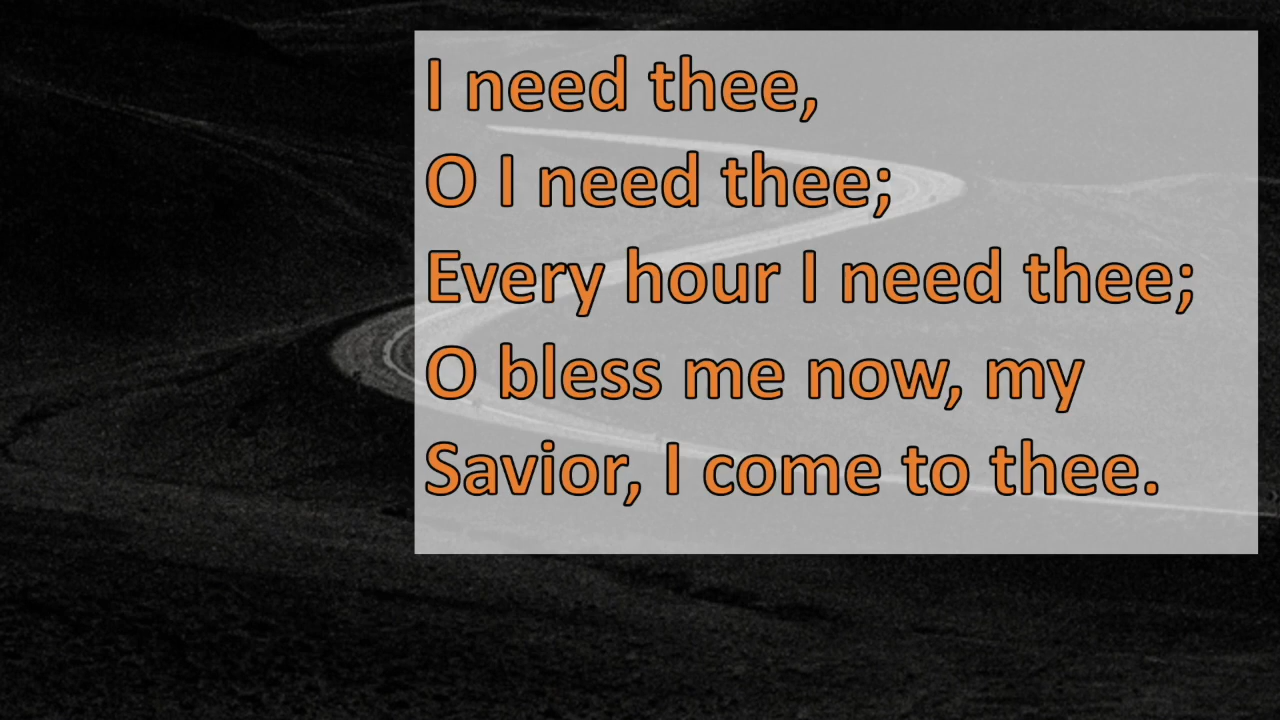 I need thee,
O I need thee;
Every hour I need thee;
O bless me now, my
Savior, I come to thee.